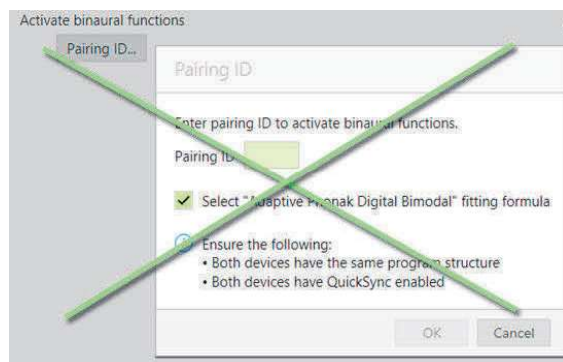 Activate binaural functions
Pairing ID...
Pairing ID
Enter pairing ID to activate binaural functions.
Pairing ID
Select "Adaptive Phonak Digital Bimodal" fitting formula
Ensure the following:
• Both devices have the same program structure
• Both devices have QuickSync enabled
OK
Cancel